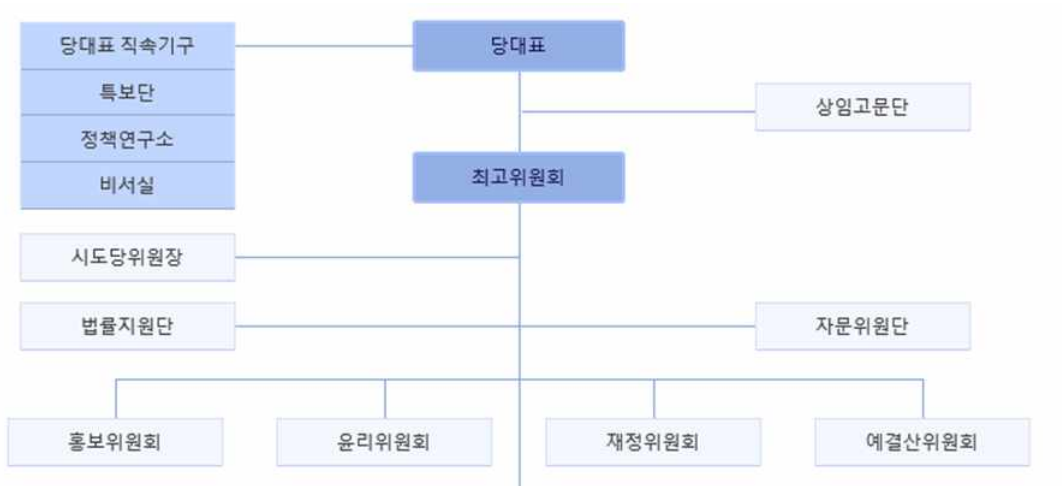 당대표 직속기구
당대표
특보단
상임고문단
정책연구소
최고위원회
비서실
시도당위원장
법률지원단
자문위원단
홍보위원회
윤리위원회
재정위원회
예결산위원회